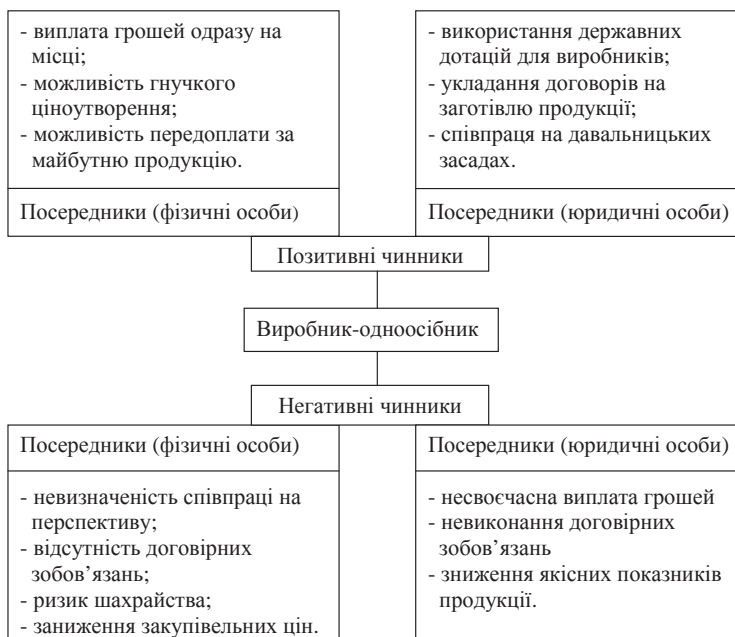 - виплата грошей одразу на
місці;
- можливість гнучкого
ціноутворення;
- можливість передоплати за
майбутню продукцію.
Посередники (фізичні особи)
- використання державних
дотацій для виробників;
- укладання договорів на
заготівлю продукції;
- співпраця на давальницьких
засадах.
Посередники (юридичні особи)
Позитивні чинники
Виробник-одноосібник
Негативні чинники
Посередники (фізичні особи)
- невизначеність співпраці на
перспективу;
- відсутність договірних
зобов’язань;
- ризик шахрайства;
- заниження закупівельних цін.
Посередники (юридичні особи)
- несвоєчасна виплата грошей
- невиконання договірних
зобов’язань
- зниження якісних показників
продукції.